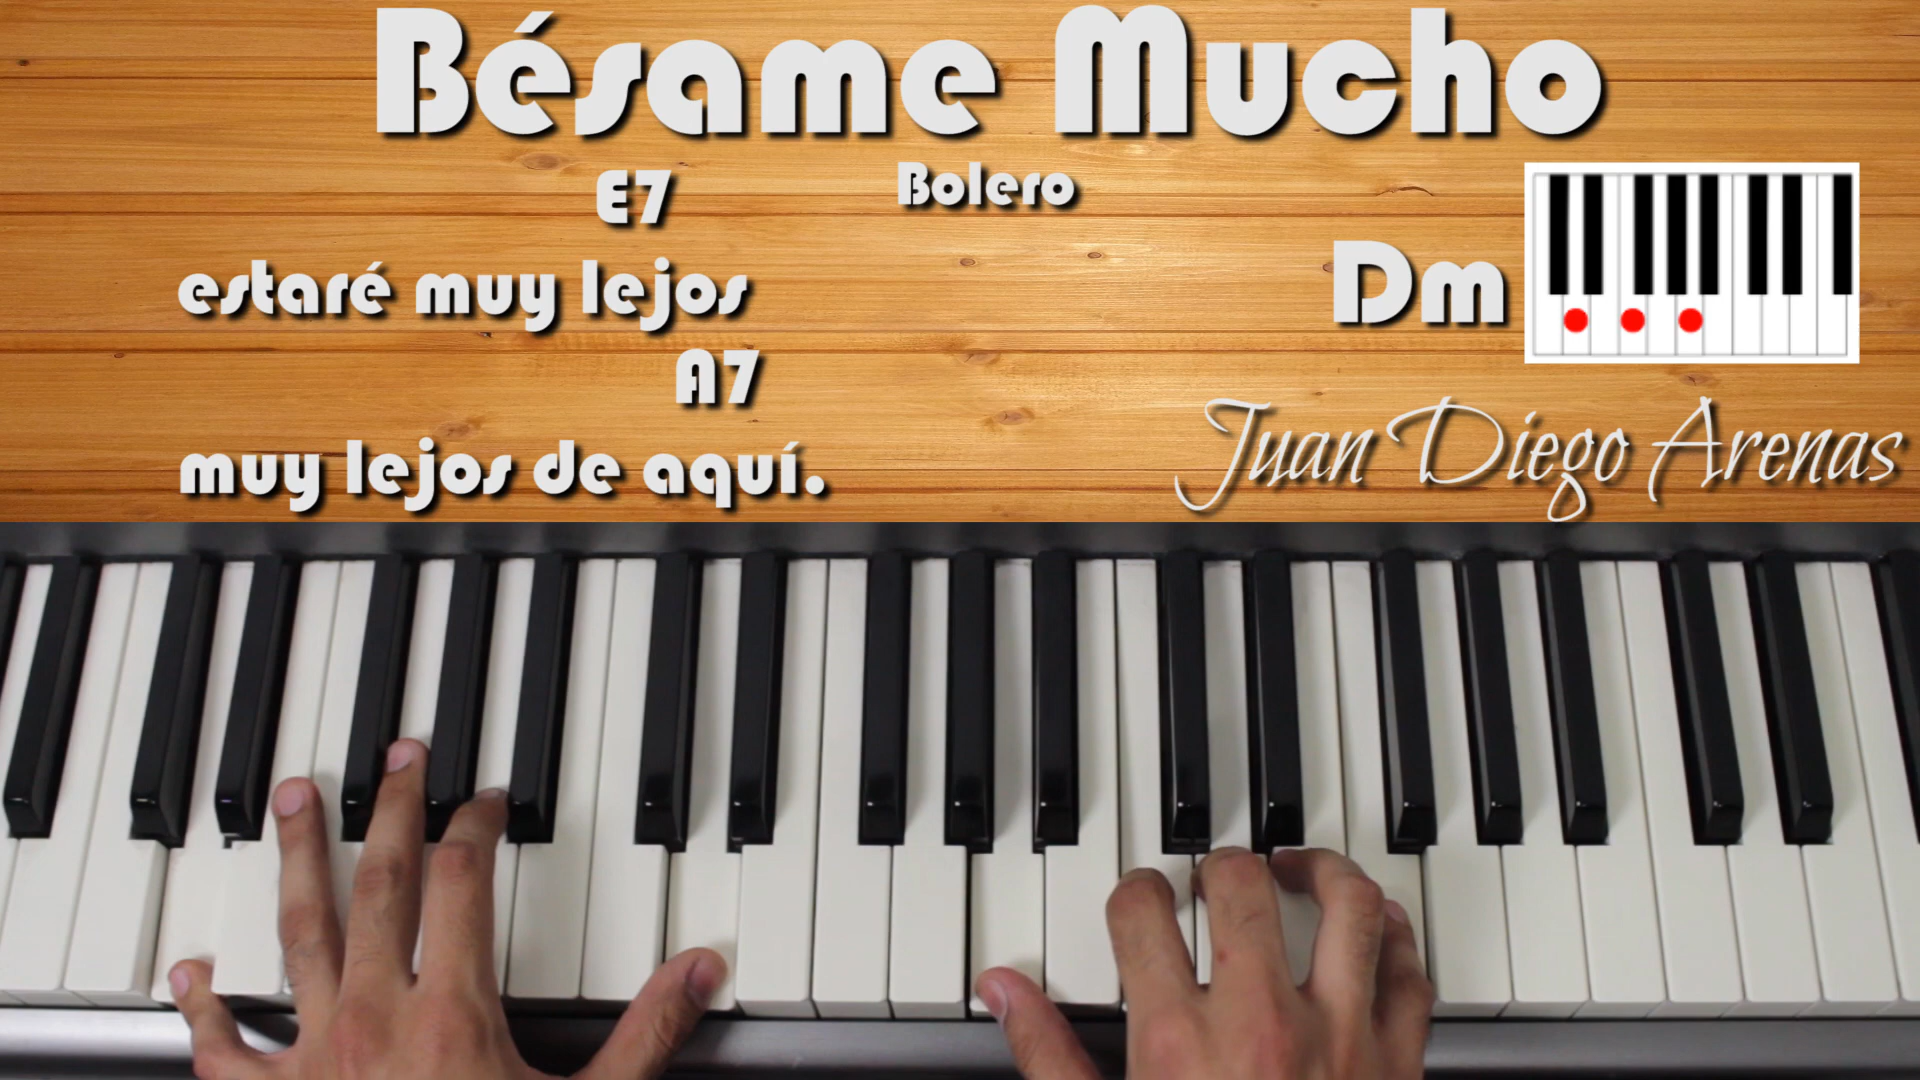 Bésame Mucho
Bolero
E7
estaré muy lejos
A7
muy lejos de aquí.
Dm
Juan Diego Arenas